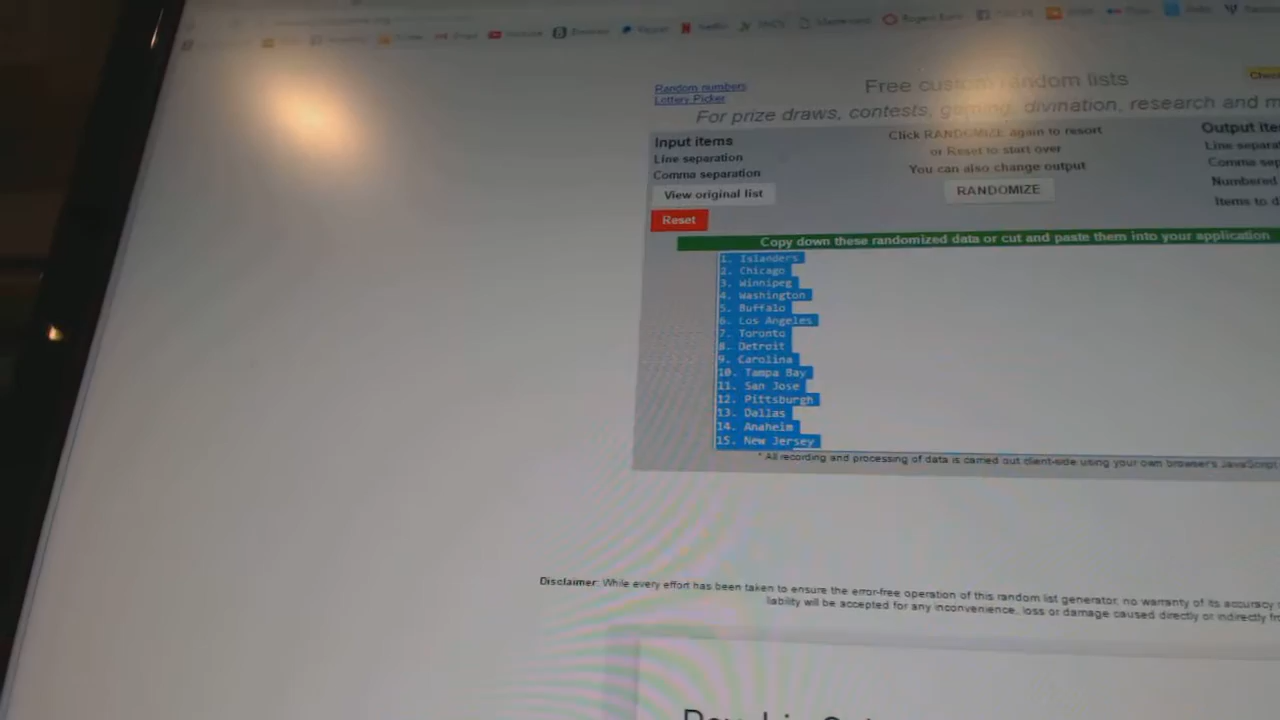 Random numbers
Lottery Picker
Free custom random lists
For prize draws, contests, gaming, divination, research and m
Input items
Line separation
Comma separation
View original list
Reset
Click RANDOMIZE again to resort
or Reset to start over
You can also change output
RANDOMIZE
Output ite
Line separat
Comma sep
Numbered
Items to d
Copy down these randomized data or cut and paste them into your application
1. Islanders
2. Chicago
3. Winnipeg
4. Washington
5. Buffalo
6. Los Angeles
7. Toronto
8. Detroit
9. Carolina
10. Tampa Bay
11. San Jose
12. Pittsburgh
13. Dallas
14. Anaheim
15. New Jersey
* All recording and processing of data is carried out client-side using your own browser's JavaScript
Disclaimer: While every effort has been taken to ensure the error-free operation of this random list generator, no warranty of its accuracy
liability will be accepted for any inconvenience, loss or damage caused directly or indirectly fr